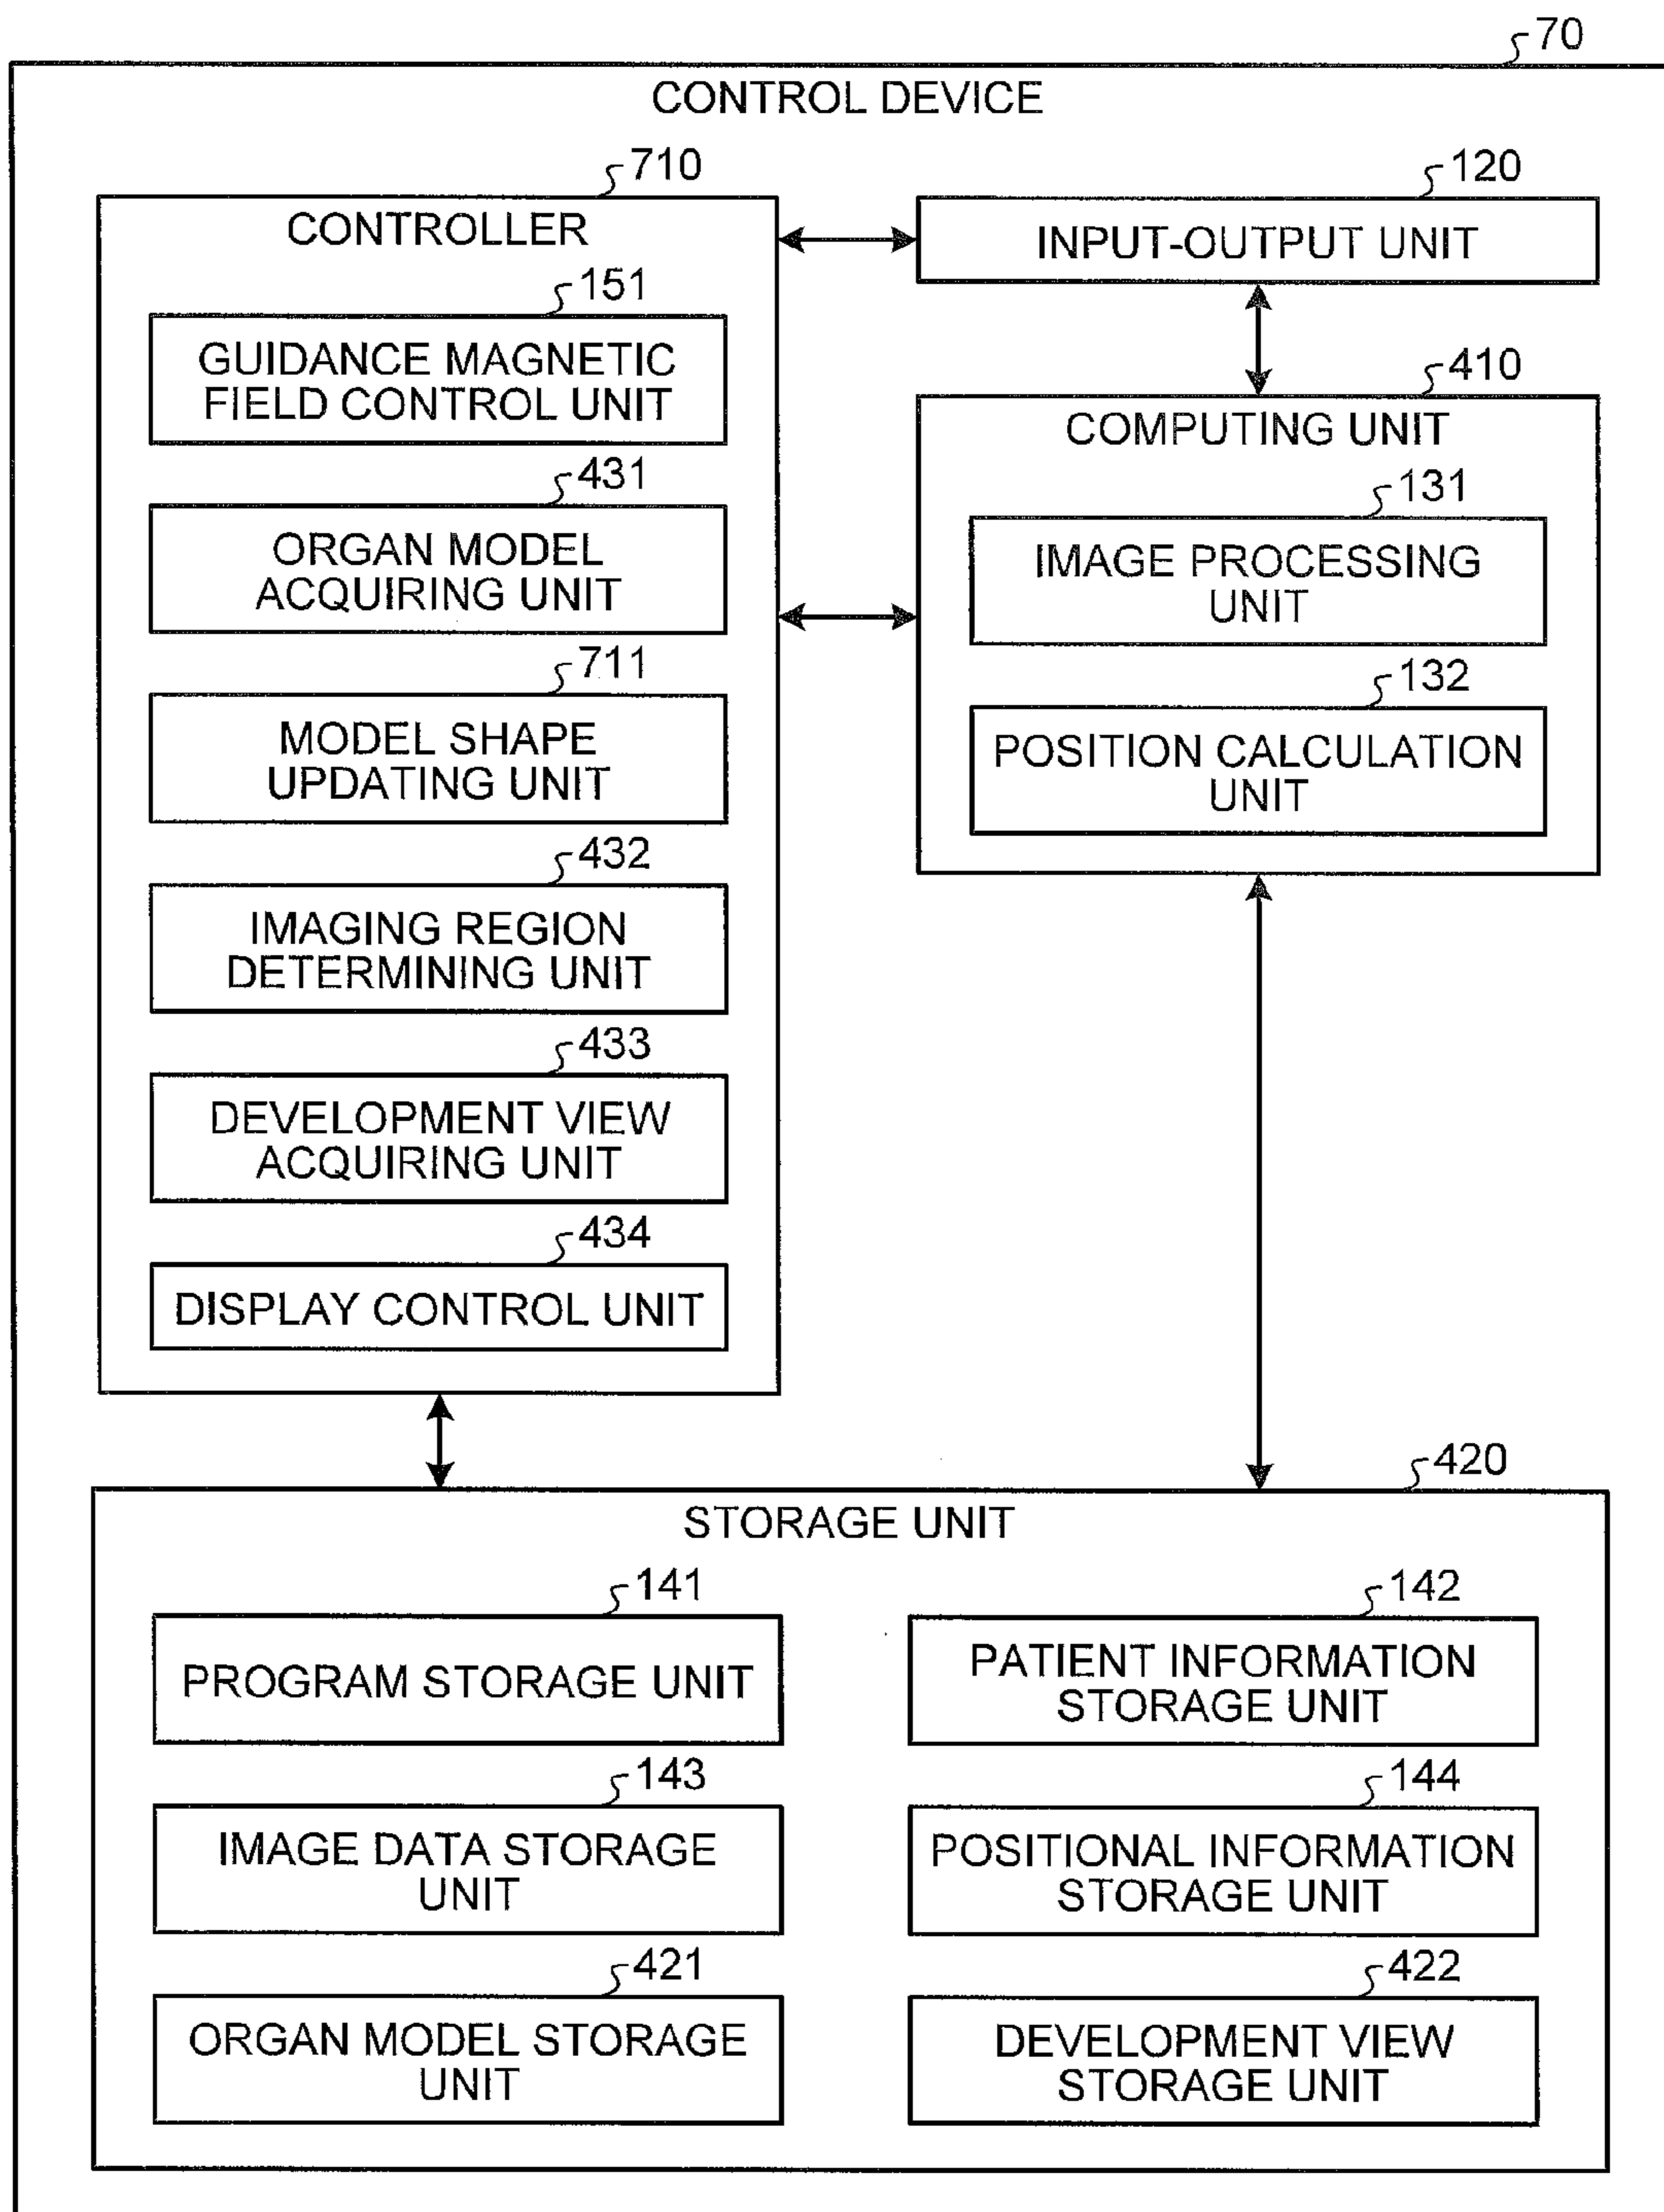 70
CONTROL DEVICE
710
CONTROLLER
151
GUIDANCE MAGNETIC
FIELD CONTROL UNIT
431
ORGAN MODEL
ACQUIRING UNIT
711
MODEL SHAPE
UPDATING UNIT
432
IMAGING REGION
DETERMINING UNIT
433
DEVELOPMENT VIEW
ACQUIRING UNIT
434
DISPLAY CONTROL UNIT
120
INPUT-OUTPUT UNIT
410
COMPUTING UNIT
131
IMAGE PROCESSING
UNIT
132
POSITION CALCULATION
UNIT
420
STORAGE UNIT
141
PROGRAM STORAGE UNIT
142
PATIENT INFORMATION
STORAGE UNIT
143
IMAGE DATA STORAGE
UNIT
144
POSITIONAL INFORMATION
STORAGE UNIT
421
ORGAN MODEL STORAGE
UNIT
422
DEVELOPMENT VIEW
STORAGE UNIT